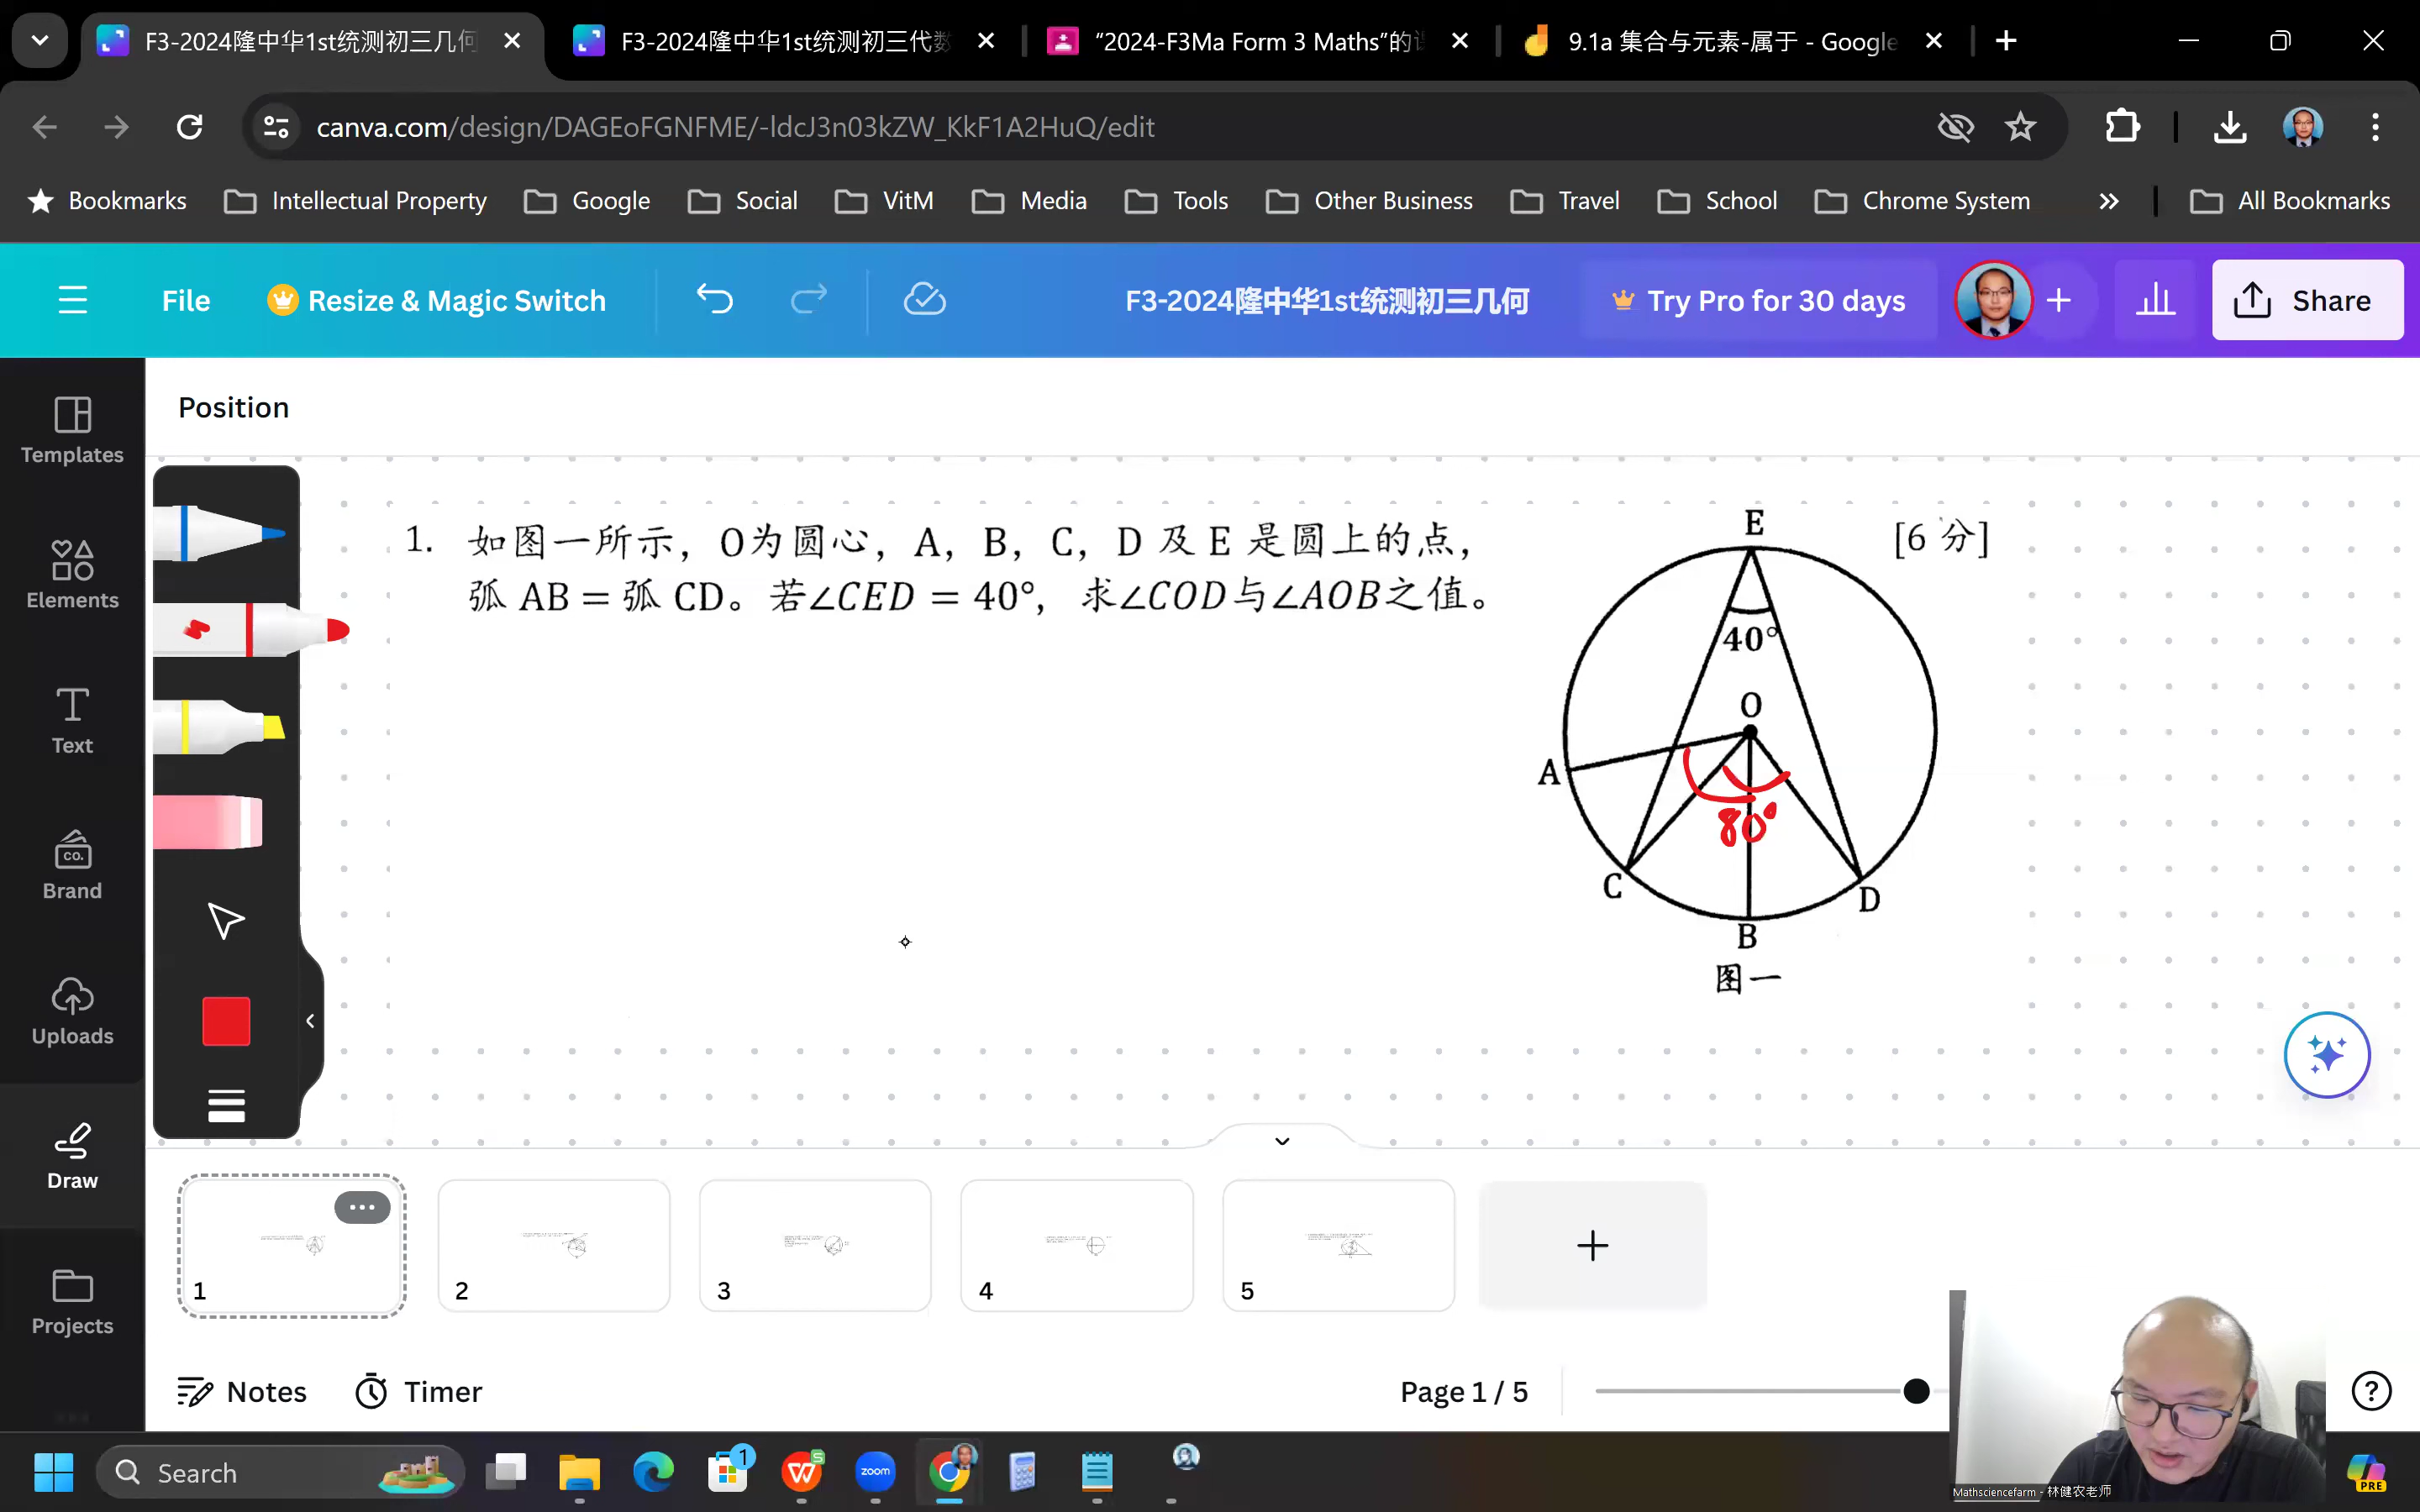 F3-2024隆中华1st统测初三几何
F3-2024隆中华1st统测初三代数
“2024-F3Ma Form 3 Maths”的
9.1a 集合与元素-属于 - Google
canva.com/design/DAGEoFGNFME/-ldcJ3n03kZW_KkF1A2HuQ/edit
Bookmarks
Intellectual Property
Google
Social
VitM
Media
Tools
Other Business
Travel
School
Chrome System
All Bookmarks
File
Resize & Magic Switch
F3-2024隆中华1st统测初三几何
Try Pro for 30 days
Share
Position
Templates
Elements
Text
CO.
Brand
Uploads
Draw
Projects
1. 如图一所示，O为圆心，A，B，C，D 及 E 是圆上的点，
弧 AB = 弧 CD。若∠CED = 40°， 求∠COD与∠AOB之值。
[6 分]
E
40°
O
A
80°
C
D
B
图一
1
2
3
4
5
Notes
Timer
Page 1 / 5
Search
1
S
W
zoom
Mathsciencefarm - 林健农老师
PRE